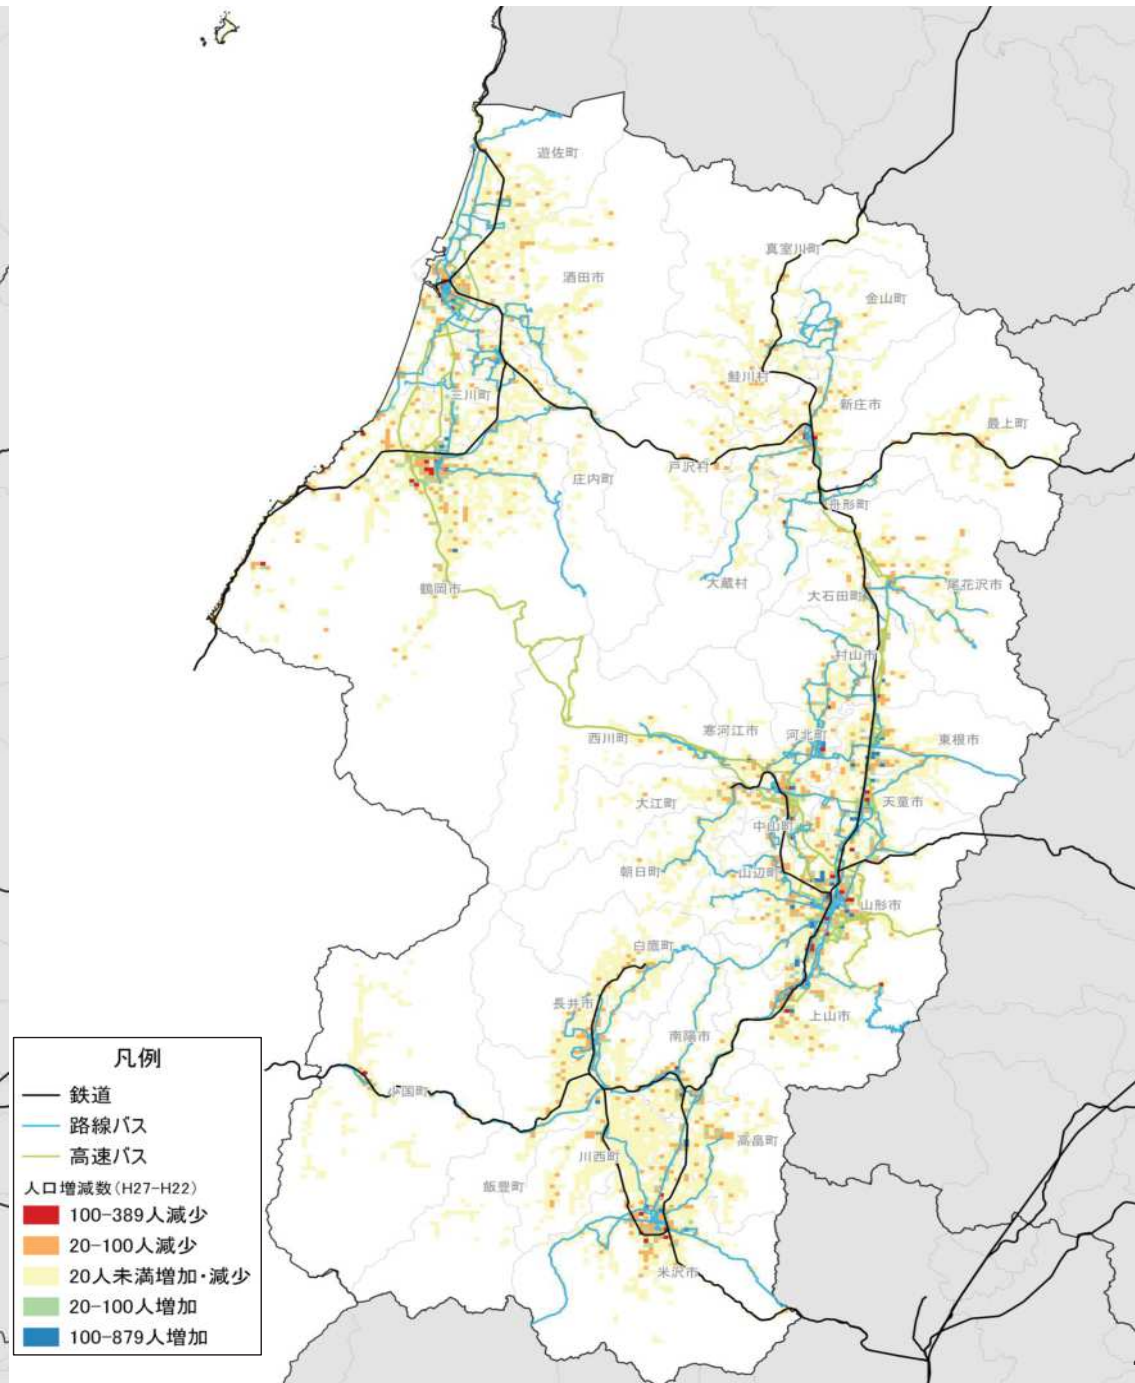 遊佐町
真室川町
酒田市
金山町
鮭川村
三川町
新庄市
最上町
戸沢村
庄内町
舟形町
大蔵村
鶴岡市
大石田町
尾花沢市
村山市
西川町
寒河江市
河北町
東根市
大江町
天童市
中山町
朝日町
山辺町
山形市
白鷹町
長井市
上山市
南陽市
小国町
高畠町
川西町
飯豊町
米沢市
凡例
鉄道
路線バス
高速バス
人口増減数(H27-H22)
100-389人減少
20-100人減少
20人未満増加・減少
20-100人増加
100-879人増加